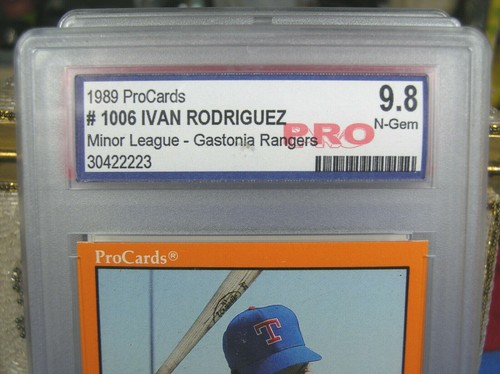 1989 ProCards
9.8
# 1006 IVAN RODRIGUEZ
N-Gem
PRO
Minor League - Gastonia Rangers
30422223
ProCards®
T